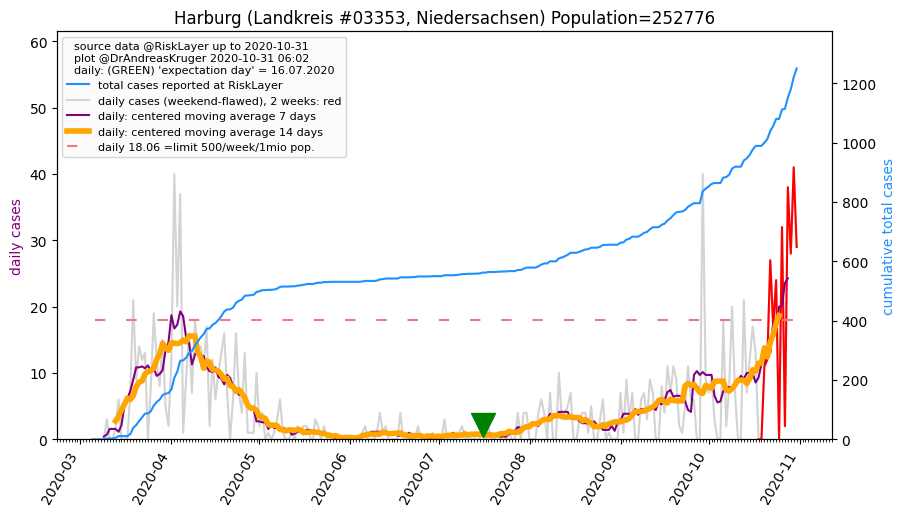 Harburg (Landkreis #03353, Niedersachsen) Population=252776
source data @RiskLayer up to 2020-10-31
plot @DrAndreasKruger 2020-10-31 06:02
daily: (GREEN) 'expectation day' = 16.07.2020
total cases reported at RiskLayer
daily cases (weekend-flawed), 2 weeks: red
daily: centered moving average 7 days
daily: centered moving average 14 days
daily 18.06 =limit 500/week/1mio pop.
daily cases
60
50
40
30
20
10
0
1200
1000
800
600
400
200
0
cumulative total cases
2020-03
2020-04
2020-05
2020-06
2020-07
2020-08
2020-09
2020-10
2020-11